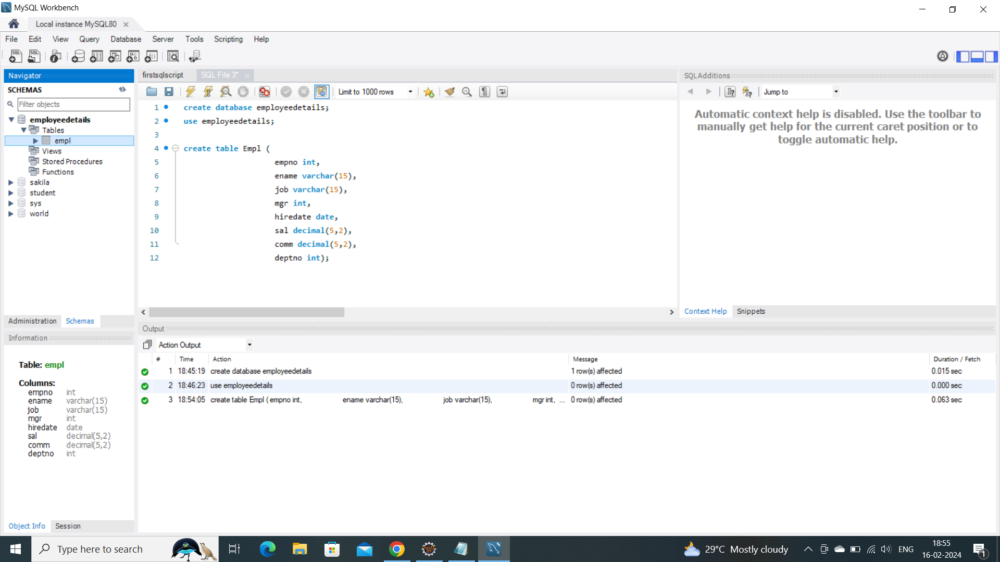 MySQL Workbench
Local instance MySQL80
File Edit View Query Database Server Tools Scripting Help
Navigator
SCHEMAS
Filter objects
employeedetails
Tables
empl
Views
Stored Procedures
Functions
sakila
student
sys
world
Administration Schemas
Information
Table: empl
Columns:
empno int
ename varchar(15)
job varchar(15)
mgr int
hiredate date
sal decimal(5,2)
comm decimal(5,2)
deptno int
Object Info Session
firstsqlscript SQL File 3*
Limit to 1000 rows
1 create database employeedetails;
2 use employeedetails;
3
4 create table Empl (
5 empno int,
6 ename varchar(15),
7 job varchar(15),
8 mgr int,
9 hiredate date,
10 sal decimal(5,2),
11 comm decimal(5,2),
12 deptno int);
SQLAdditions
Jump to
Automatic context help is disabled. Use the toolbar to
manually get help for the current caret position or to
toggle automatic help.
Context Help Snippets
Output
Action Output
# Time Action Message Duration / Fetch
1 18:45:19 create database employeedetails 1 row(s) affected 0.015 sec
2 18:46:23 use employeedetails 0 row(s) affected 0.000 sec
3 18:54:05 create table Empl ( empno int, ename varchar(15), job varchar(15), mgr int, ... 0 row(s) affected 0.063 sec
Type here to search
29°C Mostly cloudy
ENG
18:55
16-02-2024
1